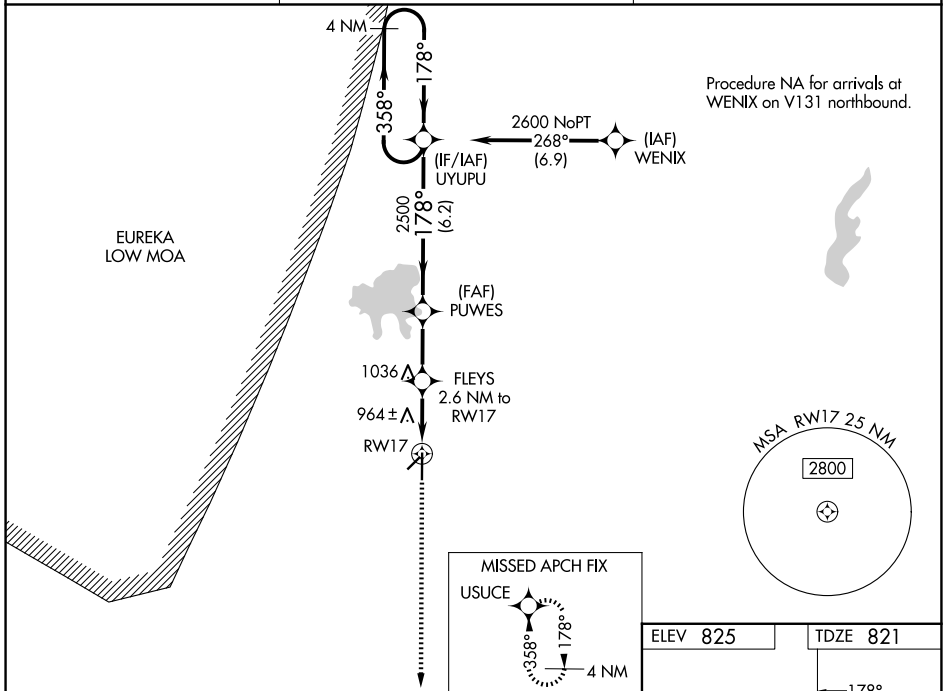 4 NM
178°
358°
Procedure NA for arrivals at
WENIX on V131 northbound.
2600 NoPT
268°
(6.9)
(IAF)
WENIX
(IF/IAF)
UYUPU
2500
178°
(6.2)
EUREKA
LOW MOA
(FAF)
PUWES
1036
FLEYS
2.6 NM to
RW17
964±
RW17
MSA RW17 25 NM
2800
MISSED APCH FIX
USUCE
358°
178°
4 NM
ELEV 825
TDZE 821
178°